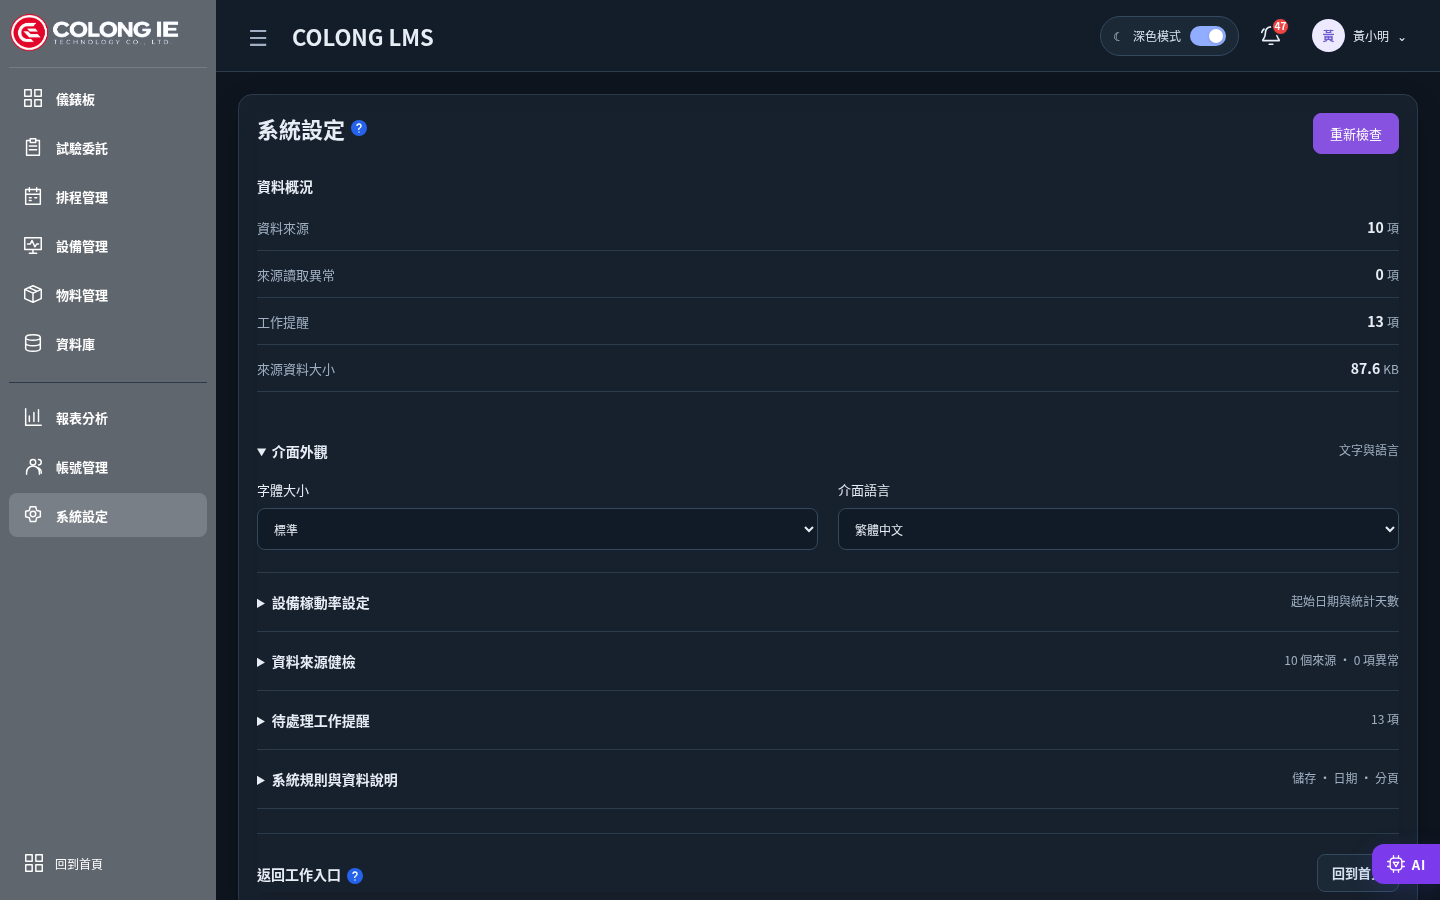 COLONG IE
TECHNOLOGY CO., LTD.
儀錶板
試驗委託
排程管理
設備管理
物料管理
資料庫
報表分析
帳號管理
系統設定
回到首頁
COLONG LMS
深色模式
47
黃
黃小明
系統設定 ?
重新檢查
資料概況
資料來源 10 項
來源讀取異常 0 項
工作提醒 13 項
來源資料大小 87.6 KB
介面外觀 文字與語言
字體大小 介面語言
標準 繁體中文
設備稼動率設定 起始日期與統計天數
資料來源健檢 10 個來源 · 0 項異常
待處理工作提醒 13 項
系統規則與資料說明 儲存 · 日期 · 分頁
返回工作入口 ?
回到首
AI